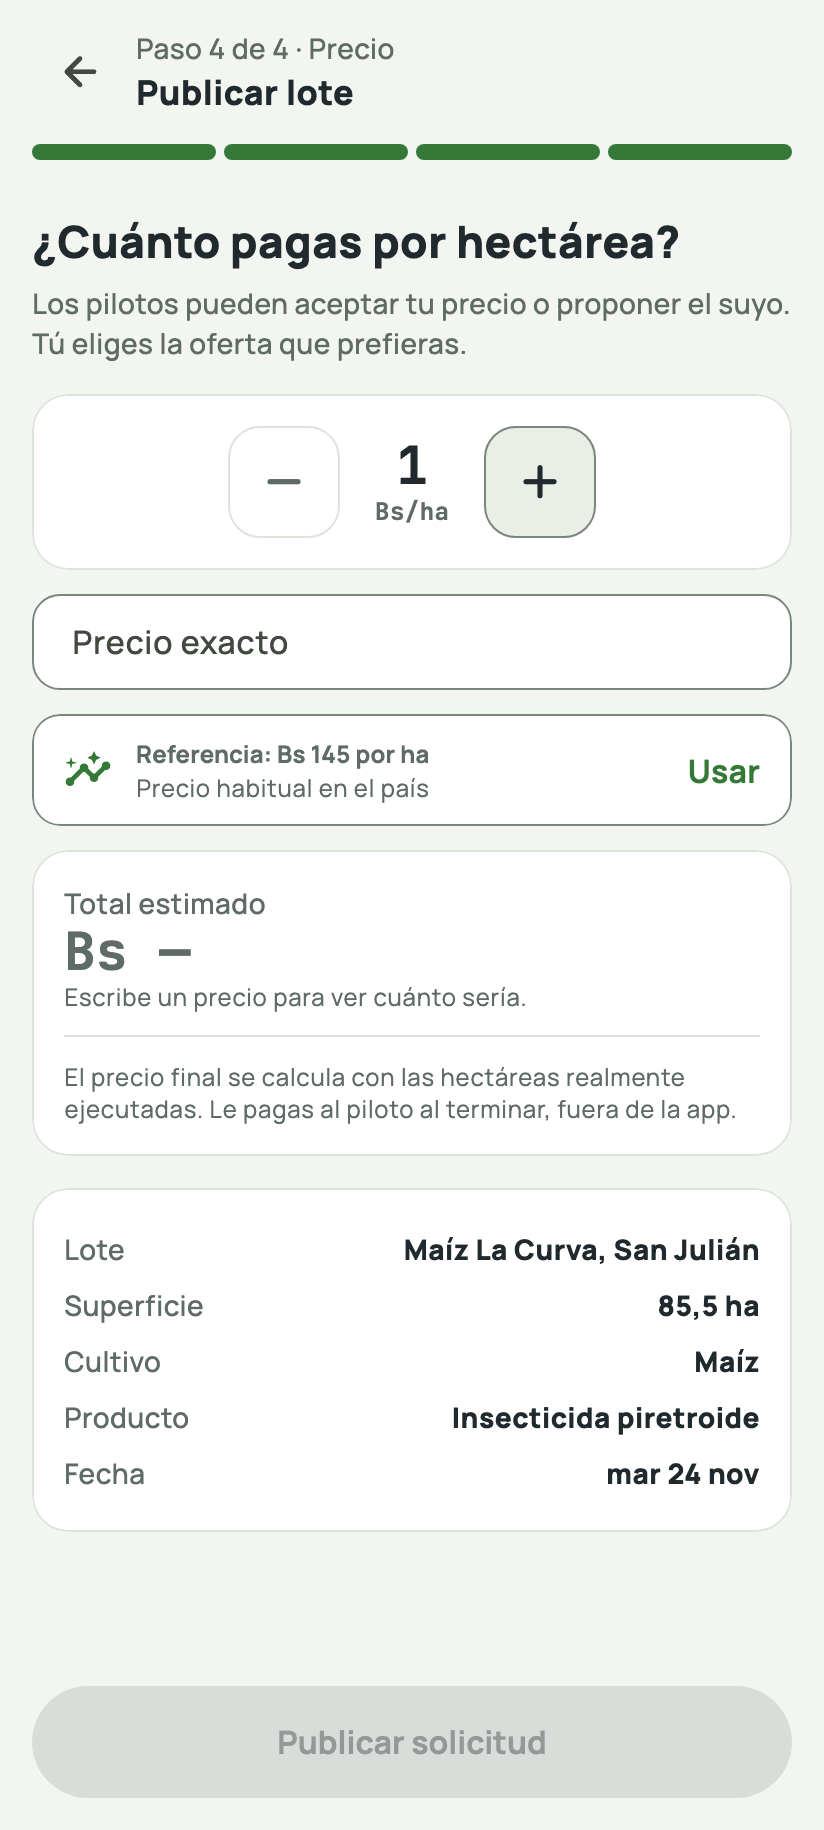 Paso 4 de 4 · Precio
Publicar lote
¿Cuánto pagas por hectárea?
Los pilotos pueden aceptar tu precio o proponer el suyo.
Tú eliges la oferta que prefieras.
1
Bs/ha
Precio exacto
Referencia: Bs 145 por ha
Precio habitual en el país
Usar
Total estimado
Bs —
Escribe un precio para ver cuánto sería.
El precio final se calcula con las hectáreas realmente
ejecutadas. Le pagas al piloto al terminar, fuera de la app.
Lote Maíz La Curva, San Julián
Superficie 85,5 ha
Cultivo Maíz
Producto Insecticida piretroide
Fecha mar 24 nov
Publicar solicitud